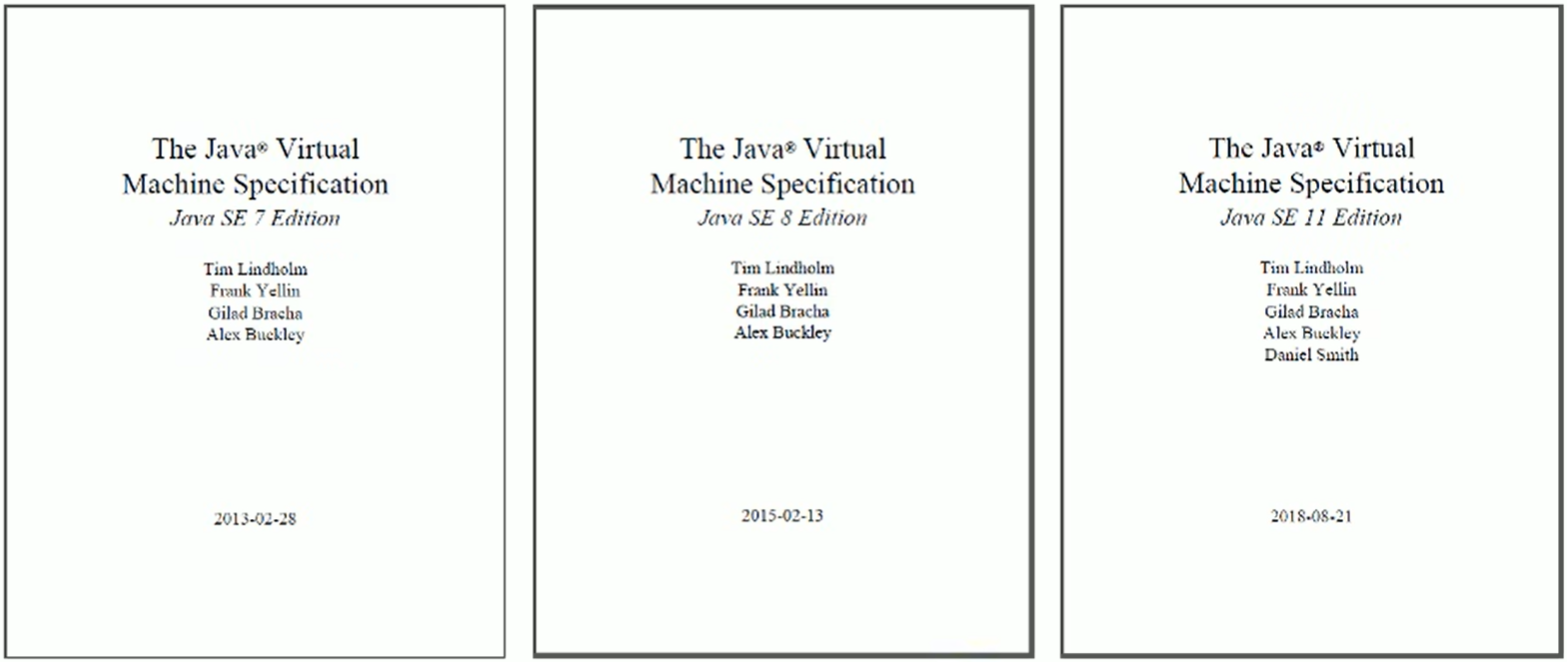 The Java® Virtual
Machine Specification
Java SE 7 Edition
Tim Lindholm
Frank Yellin
Gilad Bracha
Alex Buckley
2013-02-28
The Java® Virtual
Machine Specification
Java SE 8 Edition
Tim Lindholm
Frank Yellin
Gilad Bracha
Alex Buckley
2015-02-13
The Java® Virtual
Machine Specification
Java SE 11 Edition
Tim Lindholm
Frank Yellin
Gilad Bracha
Alex Buckley
Daniel Smith
2018-08-21